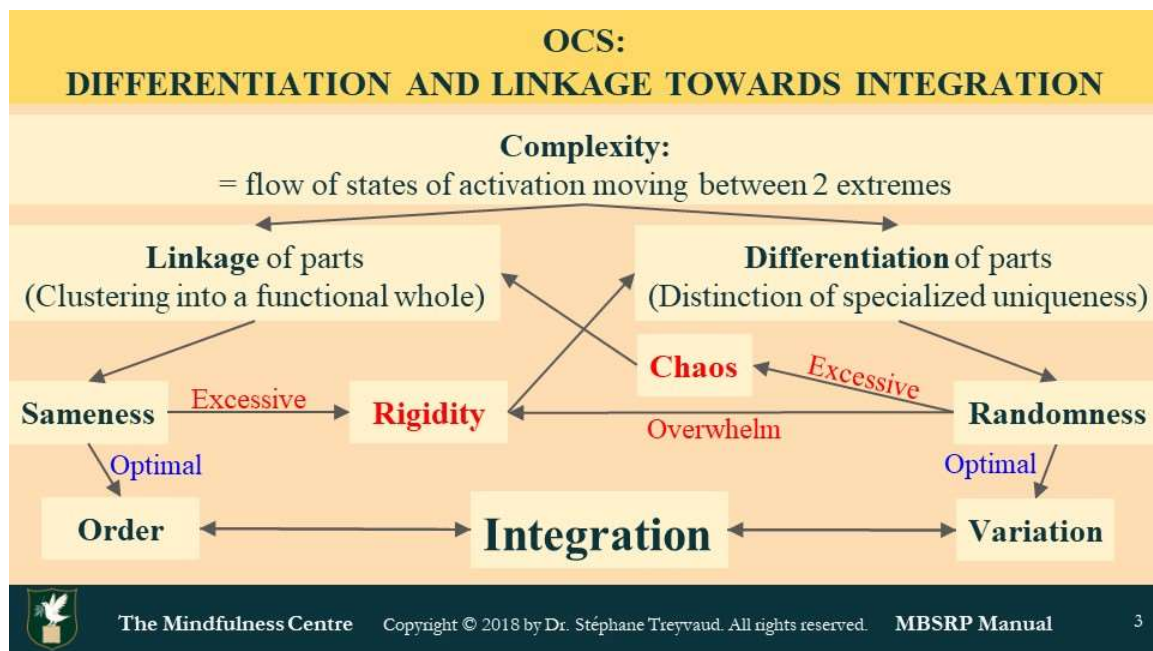 OCS:
DIFFERENTIATION AND LINKAGE TOWARDS INTEGRATION
Complexity:
= flow of states of activation moving between 2 extremes
Linkage of parts
(Clustering into a functional whole)
Differentiation of parts
(Distinction of specialized uniqueness)
Chaos
Excessive
Sameness
Excessive
Rigidity
Overwhelm
Randomness
Optimal
Optimal
Order
Integration
Variation
The Mindfulness Centre Copyright © 2018 by Dr. Stéphane Treyvaud. All rights reserved. MBSRP Manual 3